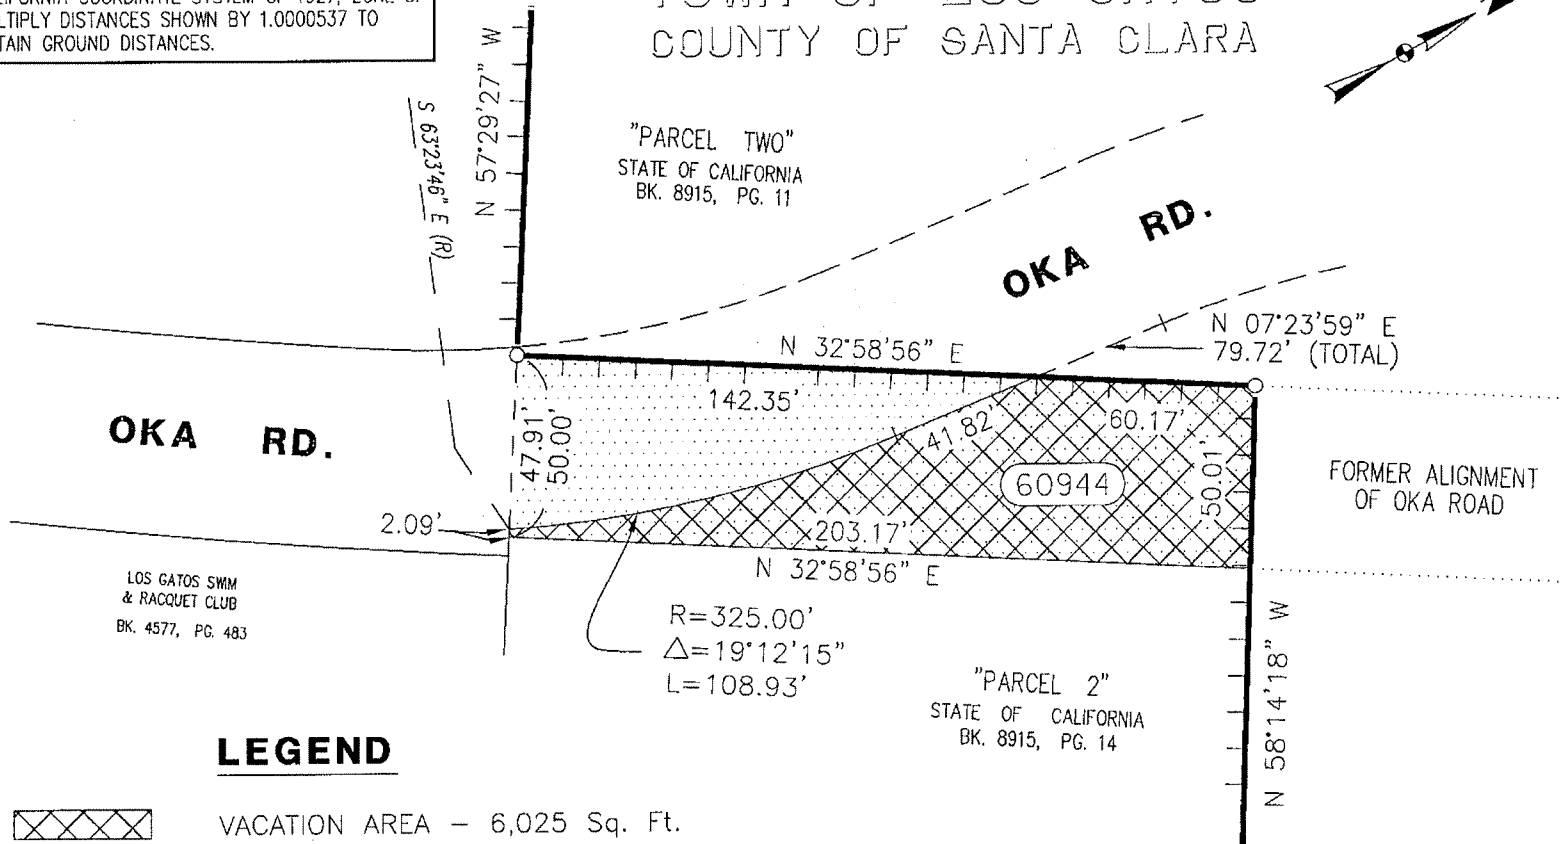 MULTIPLY DISTANCES SHOWN BY 1.0000537 TO
OBTAIN GROUND DISTANCES.
COUNTY OF SANTA CLARA
N 57°29'27" W
S 63°23'46" E (R)
"PARCEL TWO"
STATE OF CALIFORNIA
BK. 8915, PG. 11
OKA RD.
N 07°23'59" E
79.72' (TOTAL)
N 32°58'56" E
142.35'
41.82'
60.17'
OKA RD.
47.91'
50.00'
60944
50.01'
FORMER ALIGNMENT
OF OKA ROAD
2.09'
203.17'
N 32°58'56" E
LOS GATOS SWIM
& RACQUET CLUB
BK. 4577, PG. 483
R=325.00'
△=19°12'15"
L=108.93'
"PARCEL 2"
STATE OF CALIFORNIA
BK. 8915, PG. 14
N 58°14'18" W
LEGEND
VACATION AREA – 6,025 Sq. Ft.